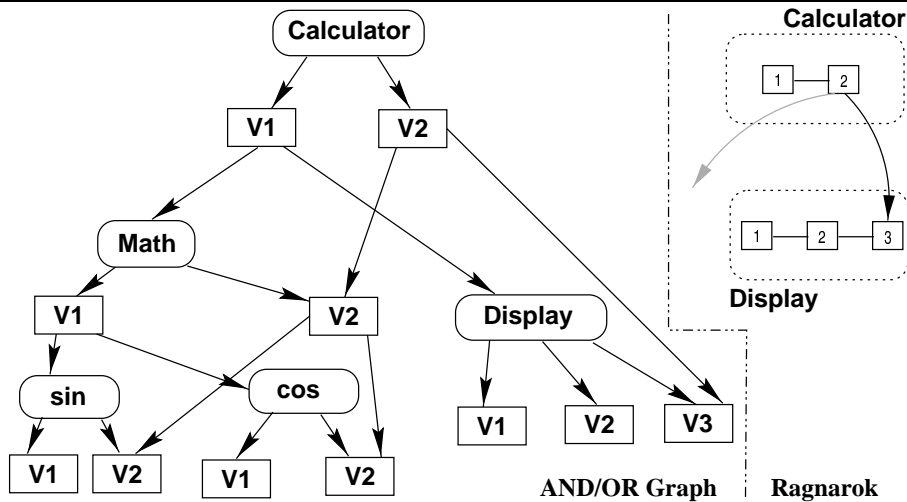 Calculator
V1
V2
Math
V1
V2
Display
sin
cos
V1
V2
V1
V2
V1
V2
V3
AND/OR Graph
Calculator
1
2
1
2
3
Display
Ragnarok